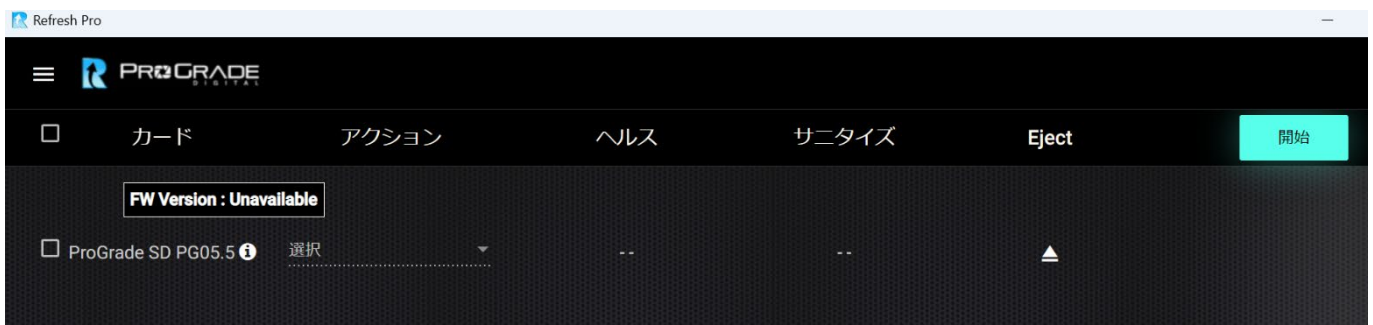 Refresh Pro
PROGRADE
DIGITAL
カード アクション ヘルス サニタイズ Eject 開始
FW Version : Unavailable
ProGrade SD PG05.5 選択 -- --